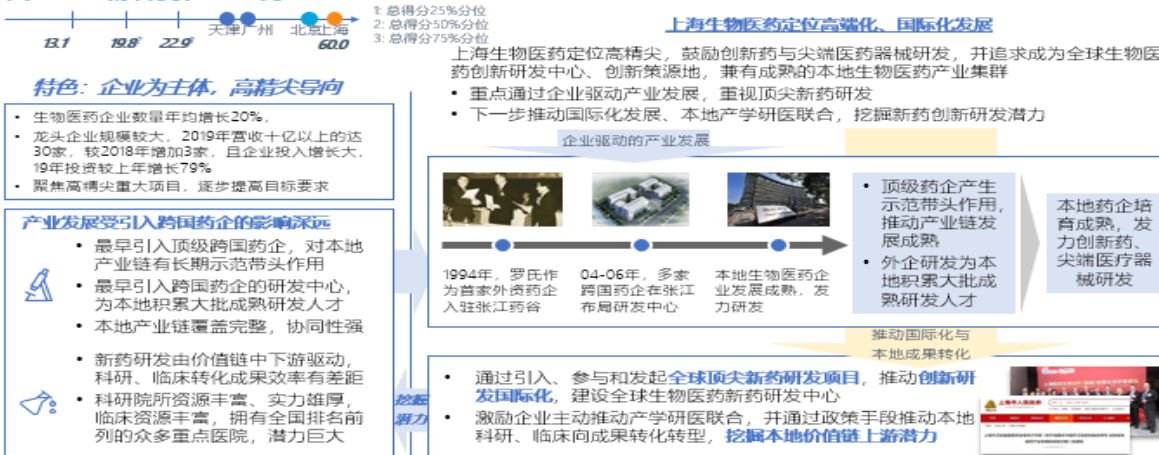 天津 广州 北京 上海
13.1 19.8 22.9 60.0
1: 总得分25%分位
2: 总得分50%分位
3: 总得分75%分位
特色：企业为主体，高精尖导向
• 生物医药企业数量年均增长20%，
• 龙头企业规模较大，2019年营收十亿以上的达
30家，较2018年增加3家，且企业投入增长大，
19年投资较上年增长79%
• 聚焦高精尖重大项目，逐步提高目标要求
产业发展受引入跨国药企的影响深远
• 最早引入顶级跨国药企，对本地
产业链有长期示范带头作用
• 最早引入跨国药企的研发中心，
为本地积累大批成熟研发人才
• 本地产业链覆盖完整，协同性强
• 新药研发由价值链中下游驱动，
科研、临床转化成果效率有差距
• 科研院所资源丰富、实力雄厚，
临床资源丰富，拥有全国排名前
列的众多重点医院，潜力巨大
挖掘
潜力
上海生物医药定位高端化、国际化发展
上海生物医药定位高精尖，鼓励创新药与尖端医药器械研发，并追求成为全球生物医
药创新研发中心、创新策源地，兼有成熟的本地生物医药产业集群
• 重点通过企业驱动产业发展，重视顶尖新药研发
• 下一步推动国际化发展、本地产学研医联合，挖掘新药创新研发潜力
企业驱动的产业发展
1994年，罗氏作
为首家外资药企
入驻张江药谷
04-06年，多家
跨国药企在张江
布局研发中心
本地生物医药企
业发展成熟，发
力研发
• 顶级药企产生
示范带头作用，
推动产业链发
展成熟
• 外企研发为本
地积累大批成
熟研发人才
本地药企培
育成熟，发
力创新药、
尖端医疗器
械研发
推动国际化与
本地成果转化
• 通过引入、参与和发起全球顶尖新药研发项目，推动创新研
发国际化，建设全球生物医药新药研发中心
• 激励企业主动推动产学研医联合，并通过政策手段推动本地
科研、临床向成果转化转型，挖掘本地价值链上游潜力